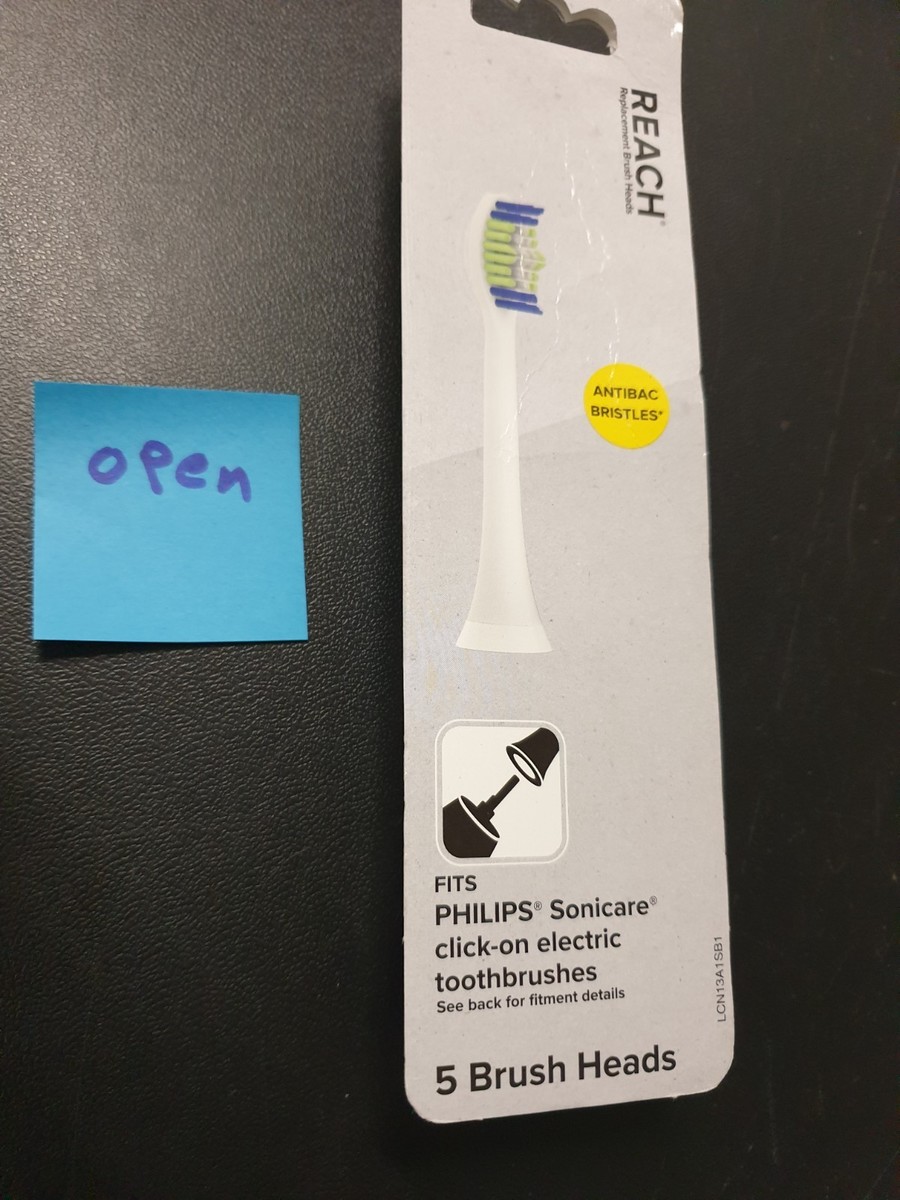 open
REACH®
Replacement Brush Heads
ANTIBAC
BRISTLES*
FITS
PHILIPS® Sonicare®
click-on electric
toothbrushes
See back for fitment details
LCN13A1SB1
5 Brush Heads